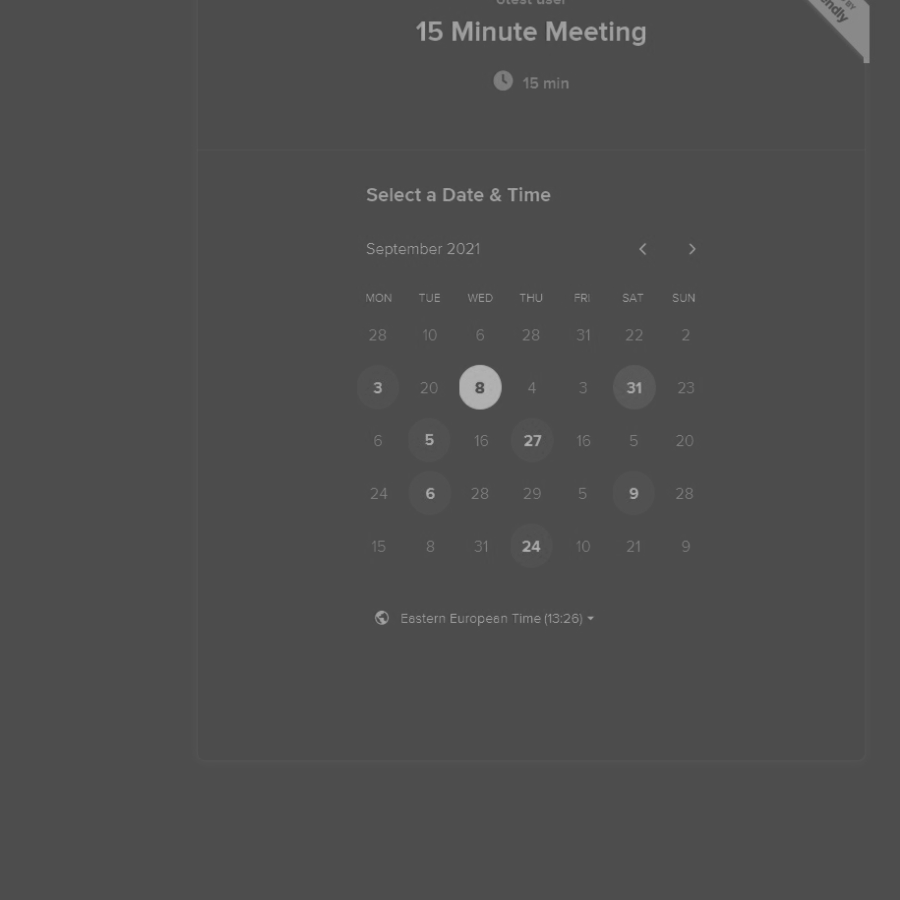 15 Minute Meeting
15 min
Select a Date & Time
September 2021
MON TUE WED THU FRI SAT SUN
28 10 6 28 31 22 2
3 20 8 4 3 31 23
6 5 16 27 16 5 20
24 6 28 29 5 9 28
15 8 31 24 10 21 9
Eastern European Time (13:26)